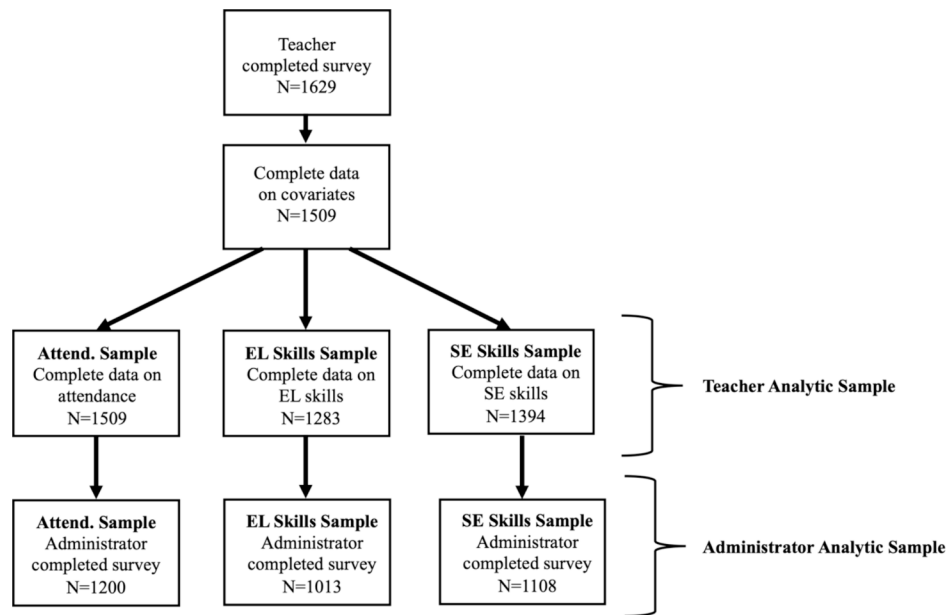 Teacher
completed survey
N=1629
Complete data
on covariates
N=1509
Attend. Sample
Complete data on
attendance
N=1509
EL Skills Sample
Complete data on
EL skills
N=1283
SE Skills Sample
Complete data on
SE skills
N=1394
Teacher Analytic Sample
Attend. Sample
Administrator
completed survey
N=1200
EL Skills Sample
Administrator
completed survey
N=1013
SE Skills Sample
Administrator
completed survey
N=1108
Administrator Analytic Sample